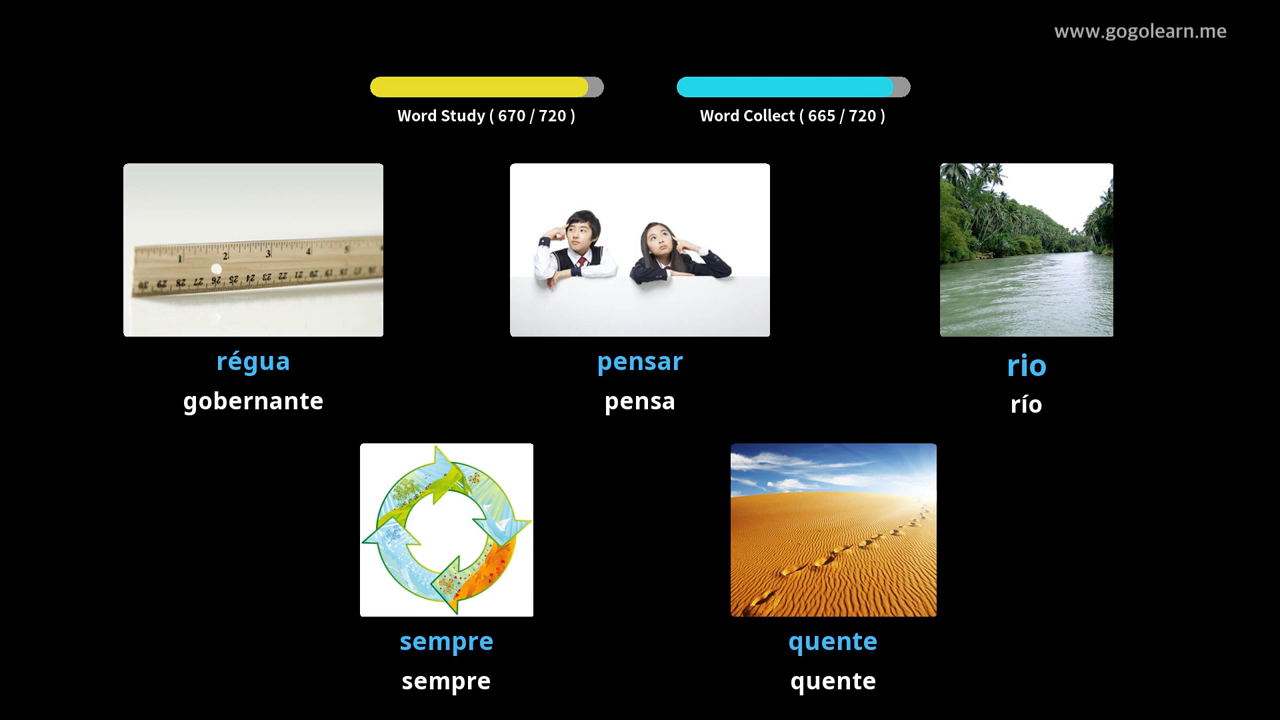 www.gogolearn.me
Word Study ( 670 / 720 )
Word Collect ( 665 / 720 )
régua
pensar
rio
gobernante
pensa
río
sempre
quente
sempre
quente